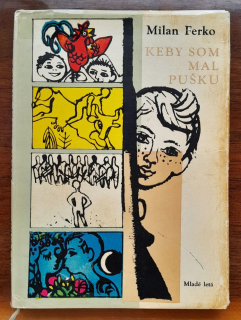 Milan Ferko
KEBY SOM
MAL
PUŠKU
Mladé letá